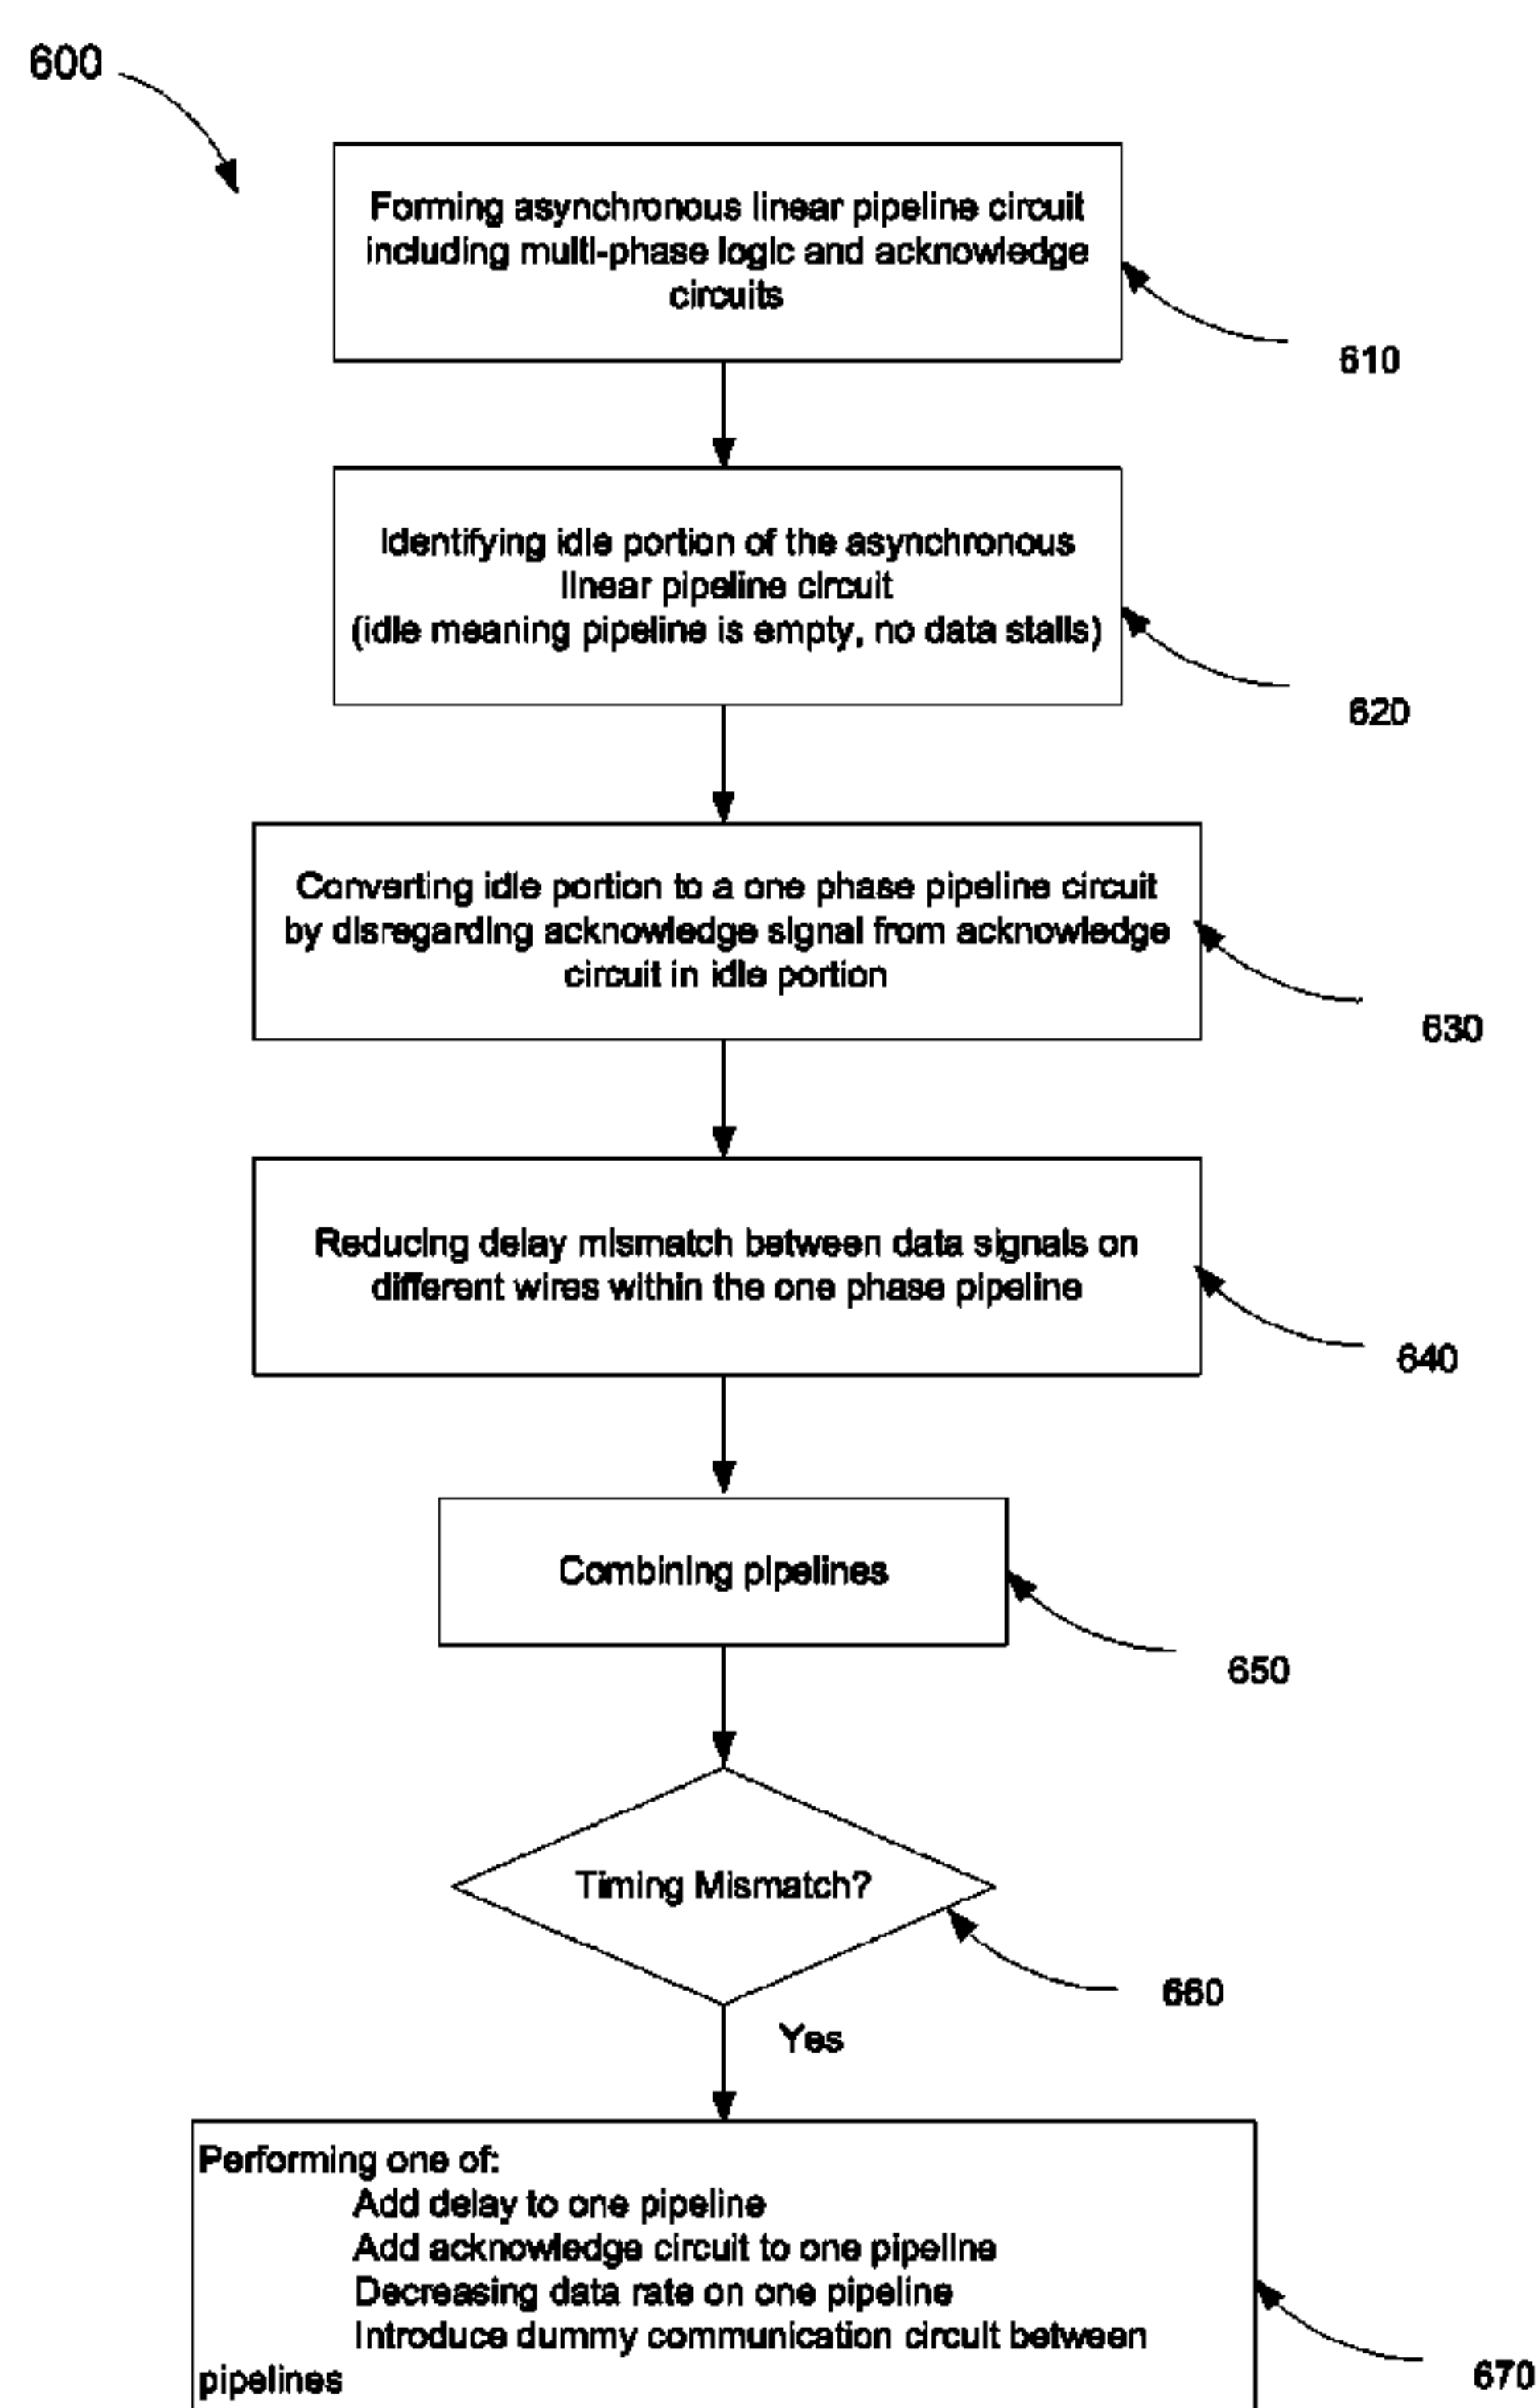 600
Forming asynchronous linear pipeline circuit
including multi-phase logic and acknowledge
circuits
610
Identifying idle portion of the asynchronous
linear pipeline circuit
(idle meaning pipeline is empty, no data stalls)
620
Converting idle portion to a one phase pipeline circuit
by disregarding acknowledge signal from acknowledge
circuit in idle portion
630
Reducing delay mismatch between data signals on
different wires within the one phase pipeline
640
Combining pipelines
650
Timing Mismatch?
660
Yes
Performing one of:
Add delay to one pipeline
Add acknowledge circuit to one pipeline
Decreasing data rate on one pipeline
Introduce dummy communication circuit between
pipelines
670